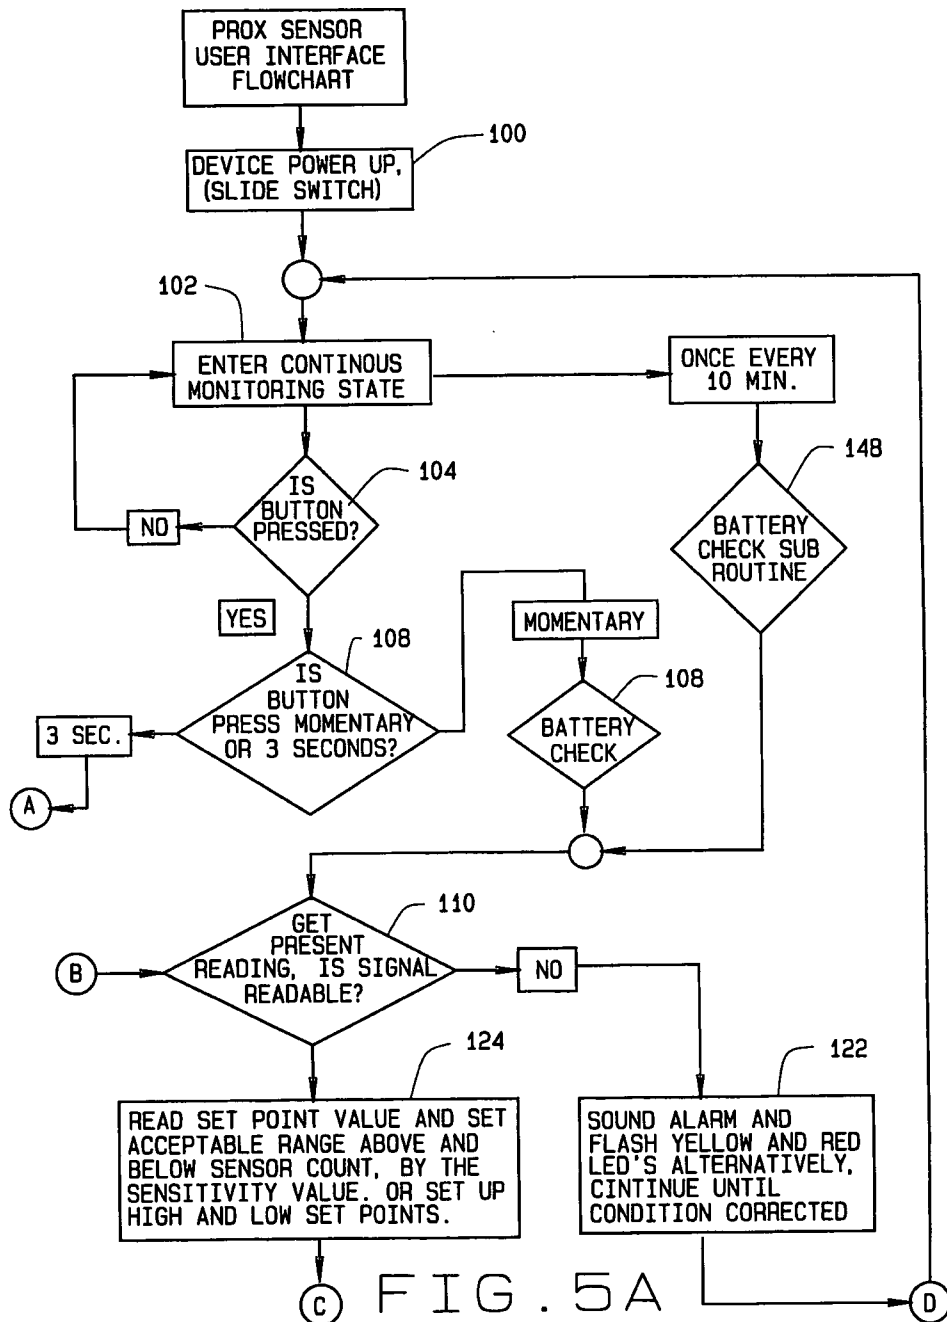 PROX SENSOR
USER INTERFACE
FLOWCHART
100
DEVICE POWER UP,
(SLIDE SWITCH)
102
ENTER CONTINOUS
MONITORING STATE
ONCE EVERY
10 MIN.
104
IS
BUTTON
PRESSED?
NO
148
BATTERY
CHECK SUB
ROUTINE
YES
MOMENTARY
108
IS
BUTTON
PRESS MOMENTARY
OR 3 SECONDS?
3 SEC.
A
108
BATTERY
CHECK
110
GET
PRESENT
READING, IS SIGNAL
READABLE?
B
NO
124
READ SET POINT VALUE AND SET
ACCEPTABLE RANGE ABOVE AND
BELOW SENSOR COUNT, BY THE
SENSITIVITY VALUE. OR SET UP
HIGH AND LOW SET POINTS.
122
SOUND ALARM AND
FLASH YELLOW AND RED
LED'S ALTERNATIVELY,
CINTINUE UNTIL
CONDITION CORRECTED
C
FIG. 5A
D